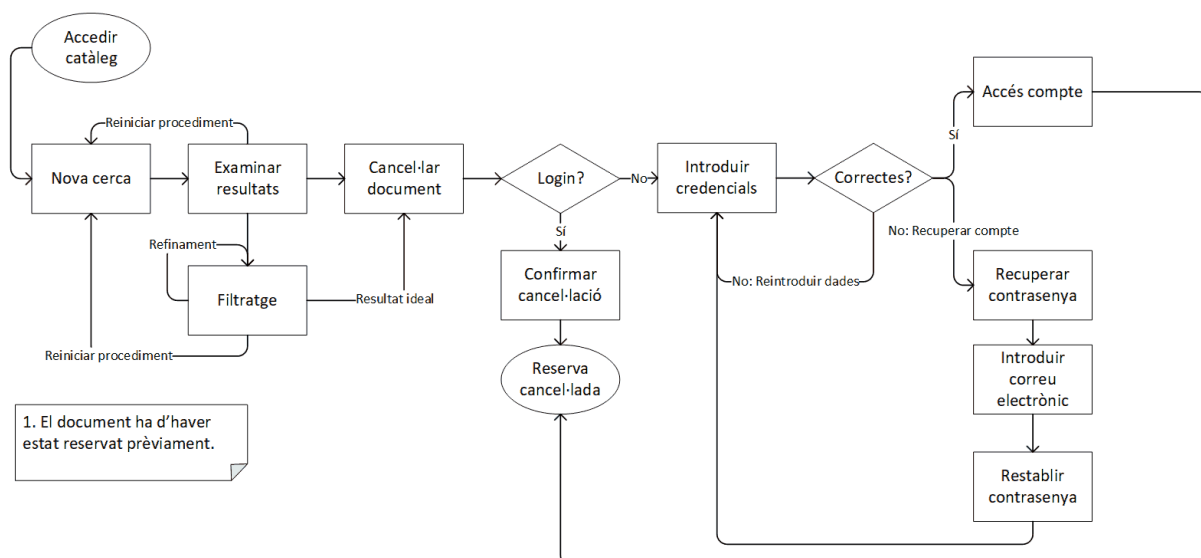 Accedir
catàleg
Reiniciar procediment
Nova cerca
Examinar
resultats
Cancel·lar
document
Login?
No
Introduir
credencials
Correctes?
Sí
Accés compte
Sí
No: Recuperar compte
Refinament
Filtratge
Resultat ideal
Confirmar
cancel·lació
No: Reintroduir dades
Recuperar
contrasenya
Reiniciar procediment
Reserva
cancel·lada
Introduir
correu
electrònic
1. El document ha d’haver
estat reservat prèviament.
Restablir
contrasenya